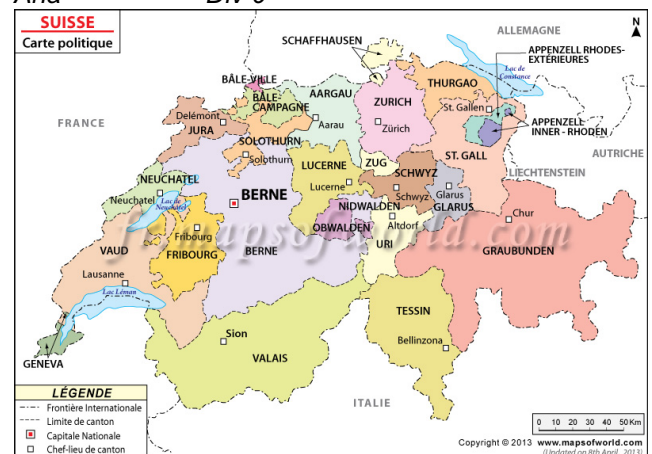 SUISSE
Carte politique
N
ALLEMAGNE
SCHAFFHAUSEN
APPENZELL RHODES-
EXTÉRIEURES
Lac de
Constance
BÂLE-VILLE
THURGAO
BÂLE-
CAMPAGNE
AARGAU
ZURICH
St. Gallen
Delémont
FRANCE
JURA
Aarau
Zürich
APPENZELL
INNER - RHODEN
SOLOTHURN
Solothurn
AUTRICHE
ST. GALL
LUCERNE
ZUG
SCHWYZ
LIECHTENSTEIN
NEUCHATEL
Neuchatel
Lac de
Neuchatel
BERNE
Lucerne
Schwyz
Glarus
GLARUS
NIDWALDEN
OBWALDEN
Altdorf
Chur
URI
fr.mapsofworld.com
VAUD
Fribourg
FRIBOURG
BERNE
GRAUBUNDEN
Lausanne
Lac Léman
TESSIN
Sion
Bellinzona
VALAIS
GENEVA
ITALIE
LÉGENDE
Frontière Internationale
Limite de canton
Capitale Nationale
Chef-lieu de canton
0 10 20 30 40 50 Km
Copyright © 2013 www.mapsofworld.com
(Updated on 8th April, 2013)